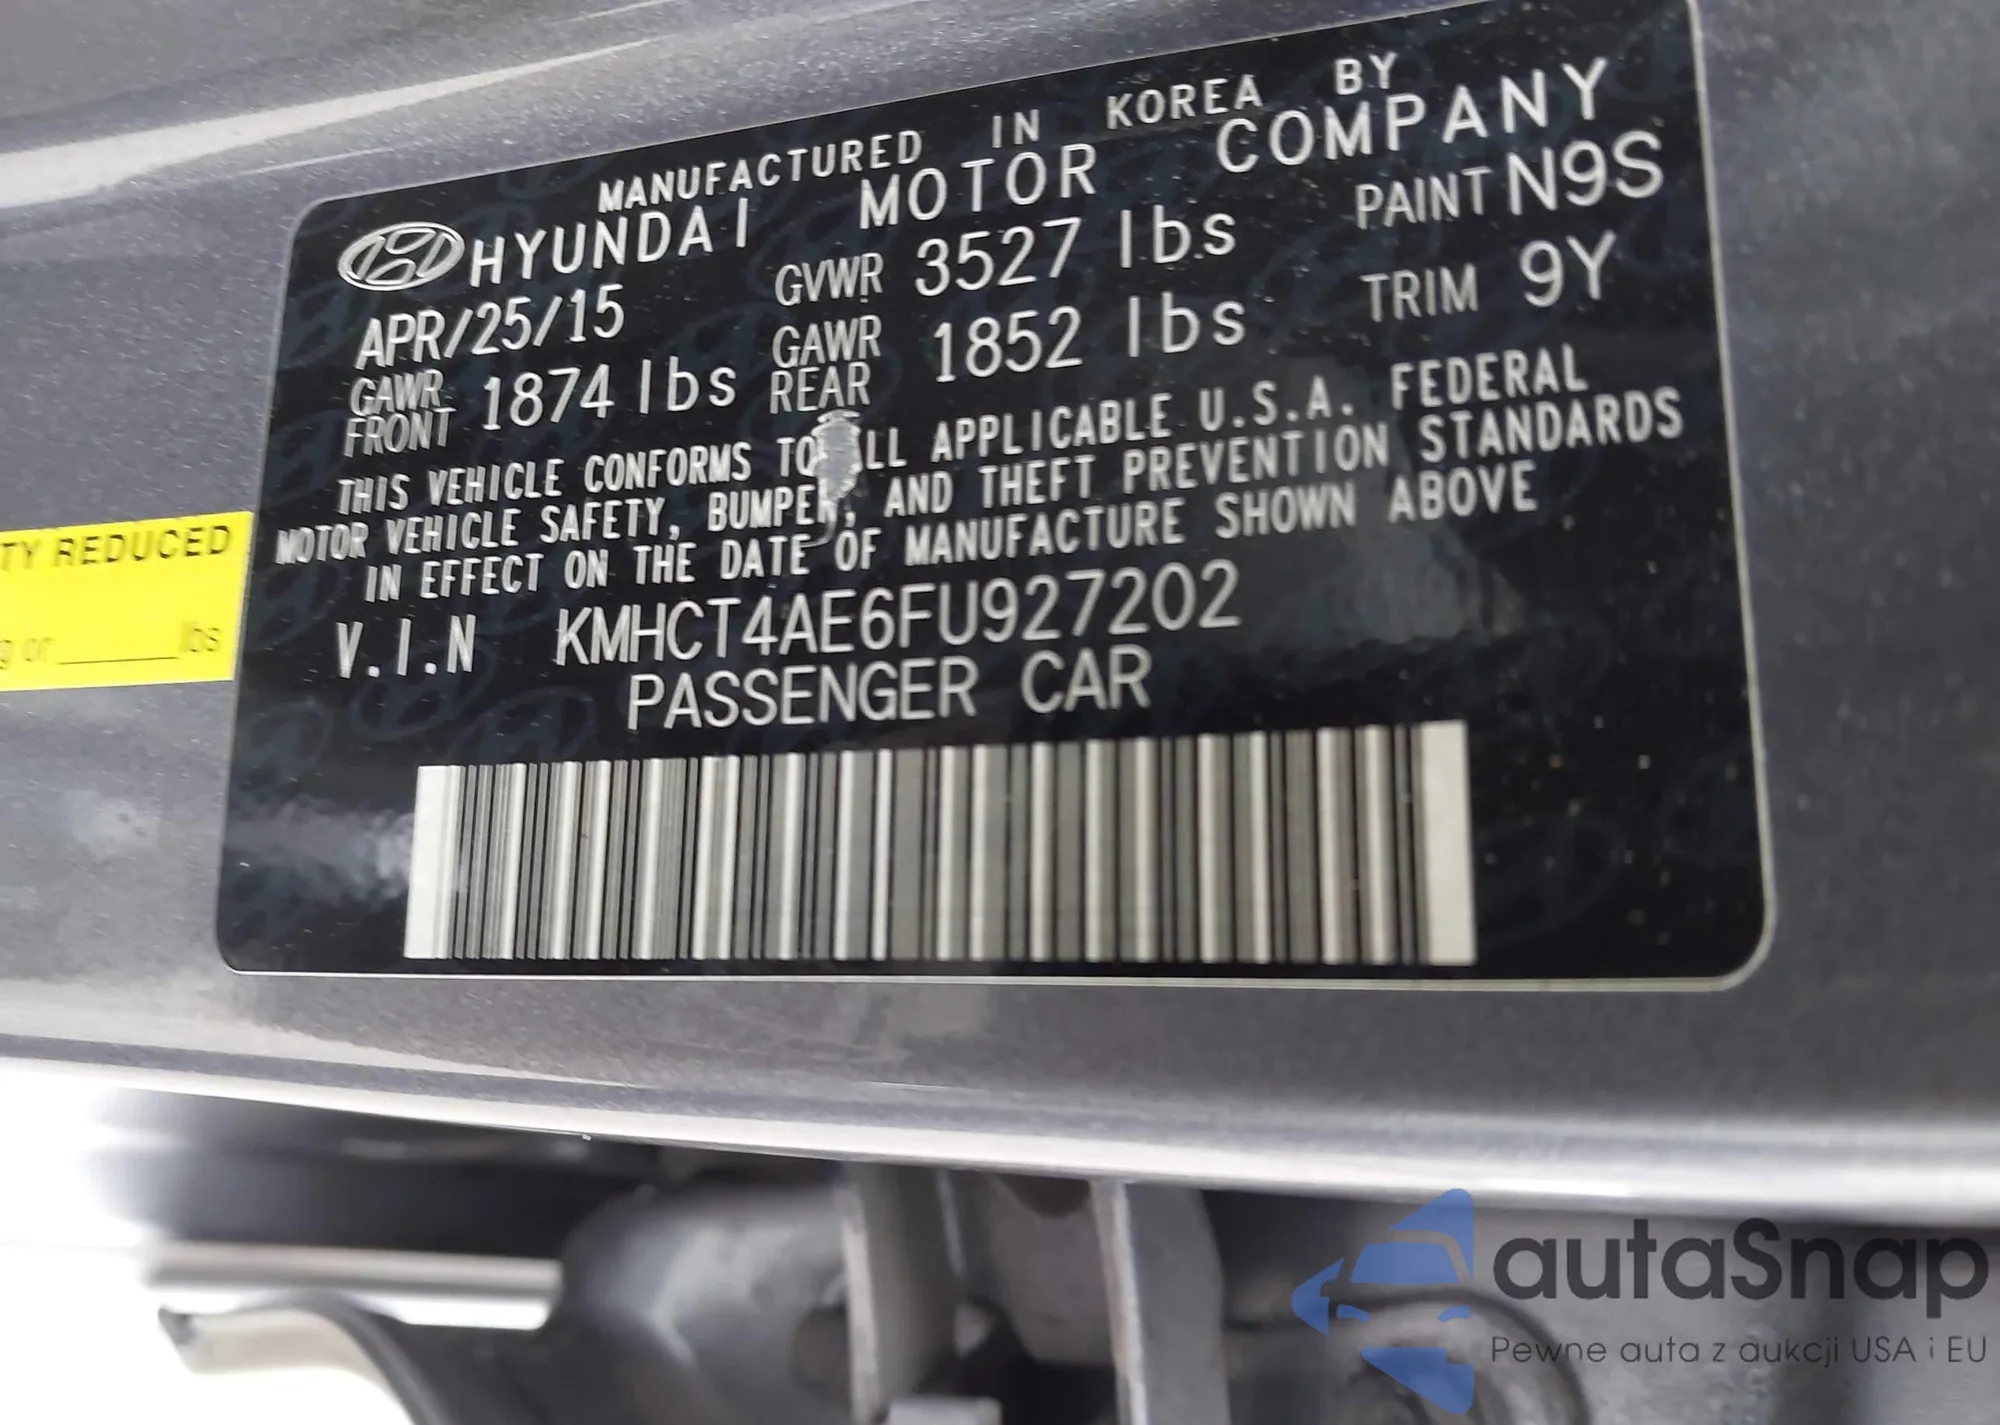 MANUFACTURED IN KOREA BY
HYUNDAI MOTOR COMPANY
APR/25/15 GVWR 3527 lbs PAINT N9S
GAWR FRONT 1874 lbs GAWR REAR 1852 lbs TRIM 9Y
THIS VEHICLE CONFORMS TO ALL APPLICABLE U.S.A. FEDERAL
MOTOR VEHICLE SAFETY, BUMPER, AND THEFT PREVENTION STANDARDS
IN EFFECT ON THE DATE OF MANUFACTURE SHOWN ABOVE
V.I.N KMHCT4AE6FU927202
PASSENGER CAR
TY REDUCED
g or ______lbs
autaSnap
Pewne auta z aukcji USA i EU